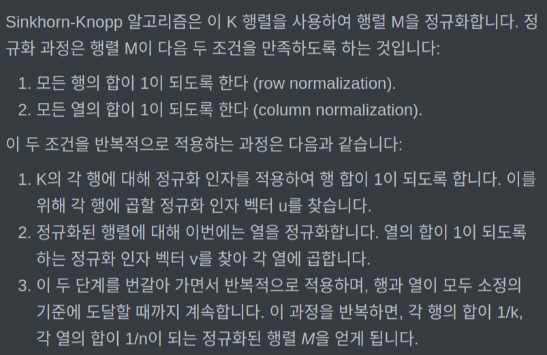 Sinkhorn-Knopp 알고리즘은 이 K 행렬을 사용하여 행렬 M을 정규화합니다. 정
규화 과정은 행렬 M이 다음 두 조건을 만족하도록 하는 것입니다:
1. 모든 행의 합이 1이 되도록 한다 (row normalization).
2. 모든 열의 합이 1이 되도록 한다 (column normalization).
이 두 조건을 반복적으로 적용하는 과정은 다음과 같습니다:
1. K의 각 행에 대해 정규화 인자를 적용하여 행 합이 1이 되도록 합니다. 이를
위해 각 행에 곱할 정규화 인자 벡터 u를 찾습니다.
2. 정규화된 행렬에 대해 이번에는 열을 정규화합니다. 열의 합이 1이 되도록
하는 정규화 인자 벡터 v를 찾아 각 열에 곱합니다.
3. 이 두 단계를 번갈아 가면서 반복적으로 적용하며, 행과 열이 모두 소정의
기준에 도달할 때까지 계속합니다. 이 과정을 반복하면, 각 행의 합이 1/k,
각 열의 합이 1/n이 되는 정규화된 행렬 M을 얻게 됩니다.